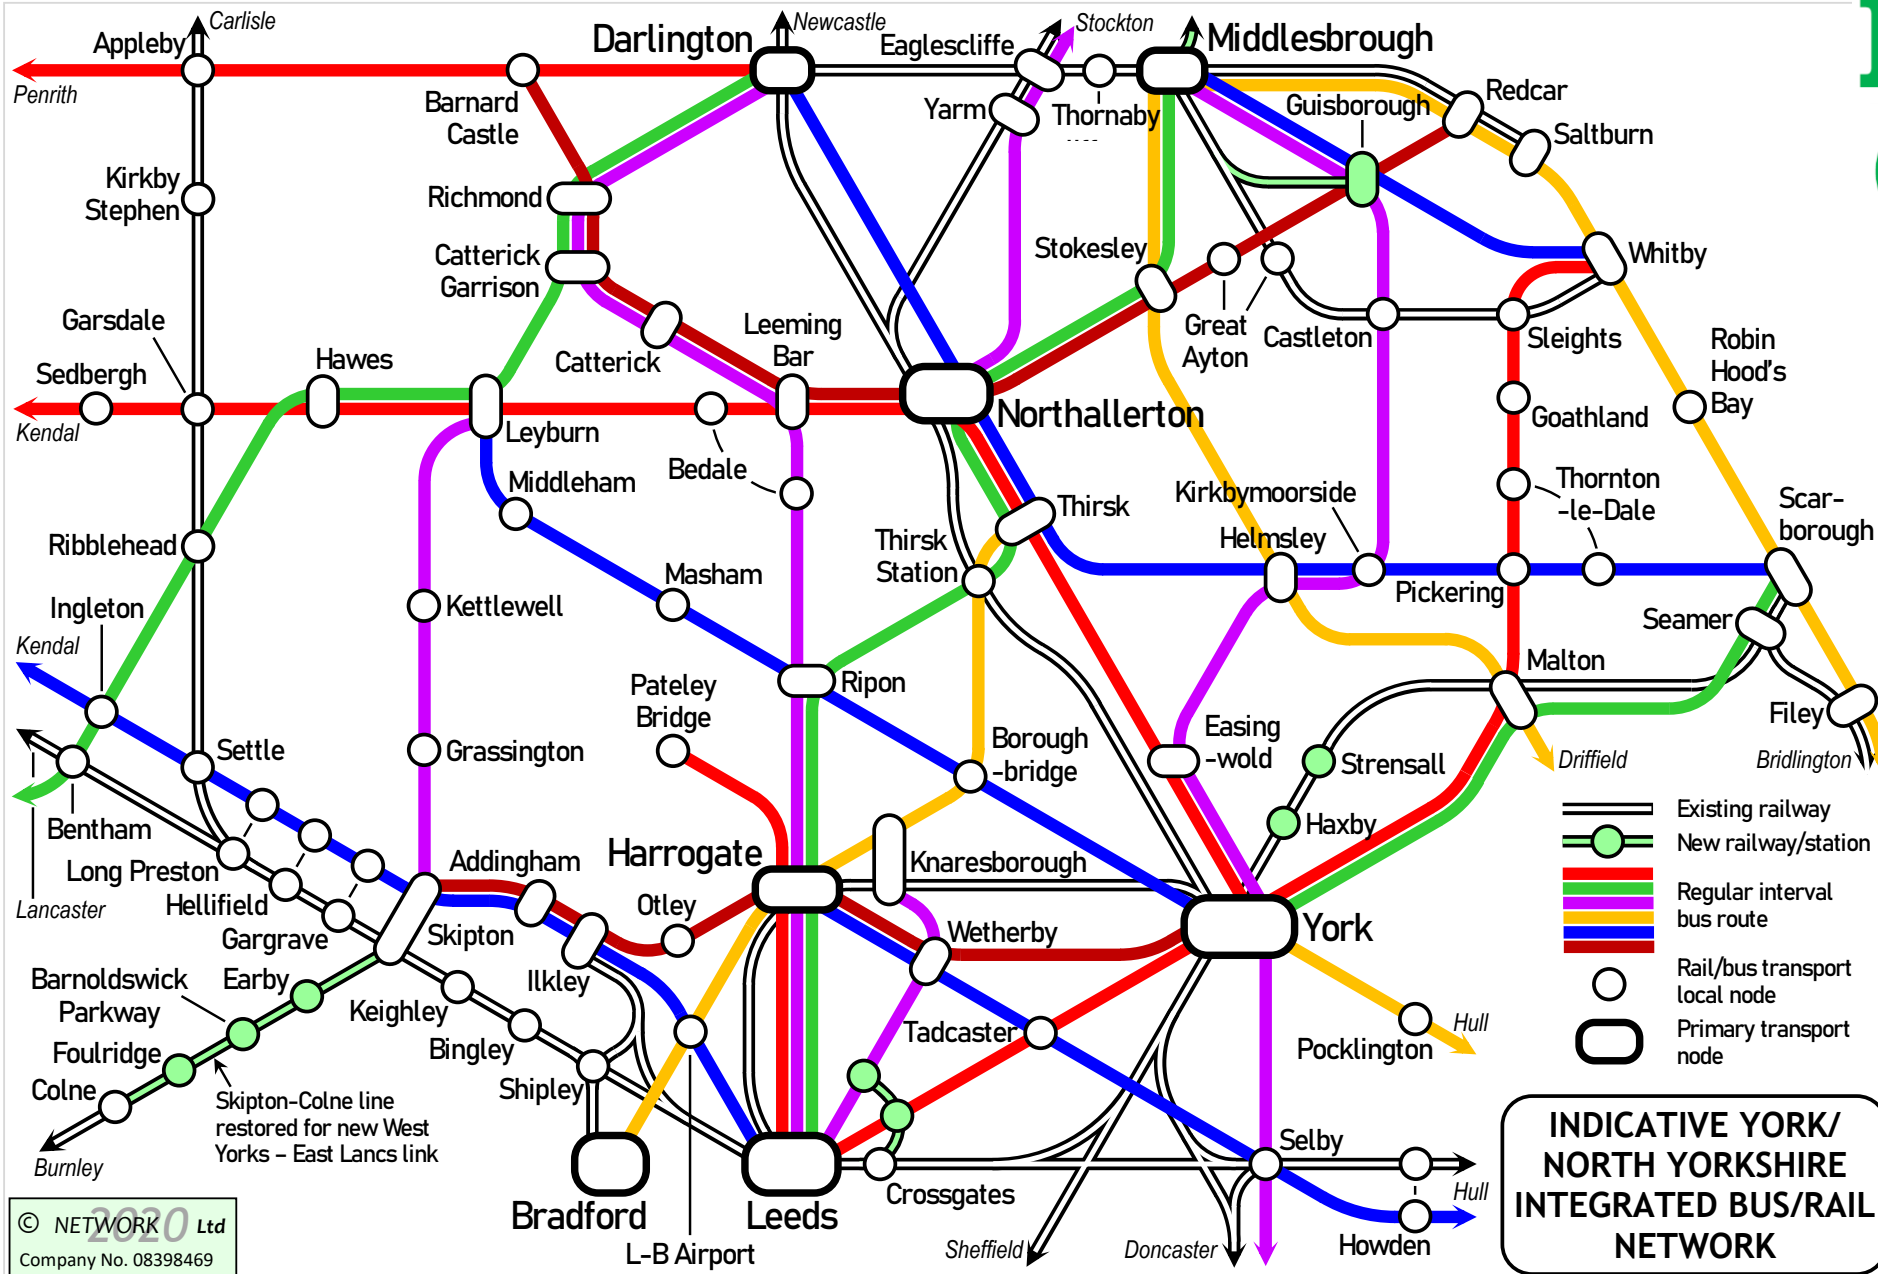 Carlisle
Appleby
Penrith
Barnard
Castle
Darlington
Newcastle
Eaglescliffe
Stockton
Middlesbrough
Yarm
Thornaby
Guisborough
Redcar
Saltburn
Kirkby
Stephen
Richmond
Catterick
Garrison
Stokesley
Whitby
Garsdale
Sedbergh
Kendal
Hawes
Leyburn
Catterick
Leeming
Bar
Great
Ayton
Castleton
Sleights
Robin
Hood's
Bay
Northallerton
Goathland
Bedale
Middleham
Thirsk
Kirkbymoorside
Thornton
-le-Dale
Scar-
borough
Ribblehead
Thirsk
Station
Helmsley
Masham
Pickering
Ingleton
Kendal
Kettlewell
Seamer
Malton
Pateley
Bridge
Ripon
Filey
Settle
Grassington
Borough
-bridge
Easing
-wold
Strensall
Driffield
Bridlington
Bentham
Haxby
Long Preston
Addingham
Harrogate
Knaresborough
Lancaster
Hellifield
Gargrave
Skipton
Otley
Wetherby
York
Ilkley
Earby
Barnoldswick
Parkway
Keighley
Tadcaster
Hull
Pocklington
Foulridge
Bingley
Colne
Shipley
Skipton-Colne line
restored for new West
Yorks – East Lancs link
Burnley
Selby
Crossgates
Bradford
Leeds
L-B Airport
Sheffield
Doncaster
Hull
Howden
Existing railway
New railway/station
Regular interval
bus route
Rail/bus transport
local node
Primary transport
node
INDICATIVE YORK/
NORTH YORKSHIRE
INTEGRATED BUS/RAIL
NETWORK
© NETWORK 2020 Ltd
Company No. 08398469